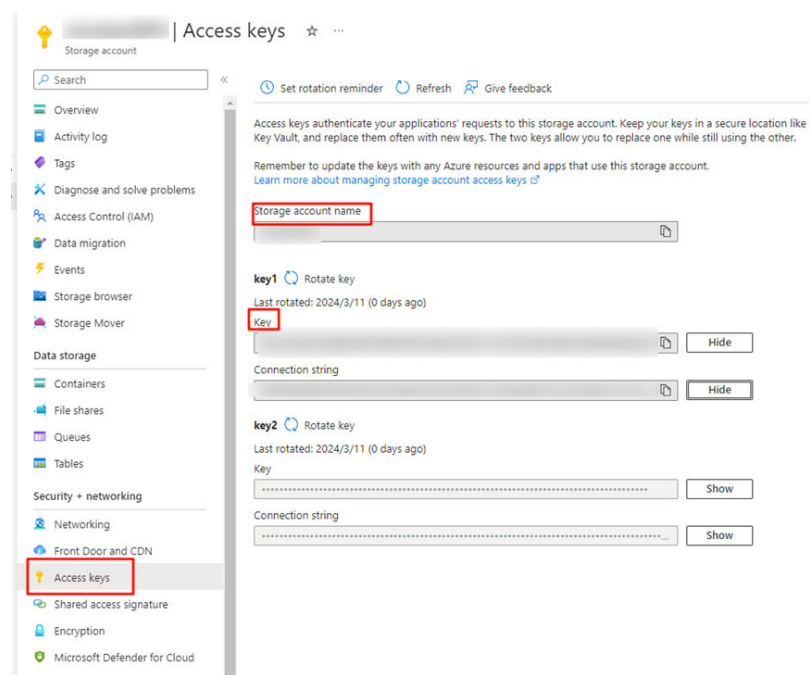 | Access keys
Storage account
Search
Overview
Activity log
Tags
Diagnose and solve problems
Access Control (IAM)
Data migration
Events
Storage browser
Storage Mover
Data storage
Containers
File shares
Queues
Tables
Security + networking
Networking
Front Door and CDN
Access keys
Shared access signature
Encryption
Microsoft Defender for Cloud
Set rotation reminder
Refresh
Give feedback
Access keys authenticate your applications' requests to this storage account. Keep your keys in a secure location like
Key Vault, and replace them often with new keys. The two keys allow you to replace one while still using the other.
Remember to update the keys with any Azure resources and apps that use this storage account.
Learn more about managing storage account access keys
Storage account name
key1 Rotate key
Last rotated: 2024/3/11 (0 days ago)
Key
Hide
Connection string
Hide
key2 Rotate key
Last rotated: 2024/3/11 (0 days ago)
Key
Show
Connection string
Show